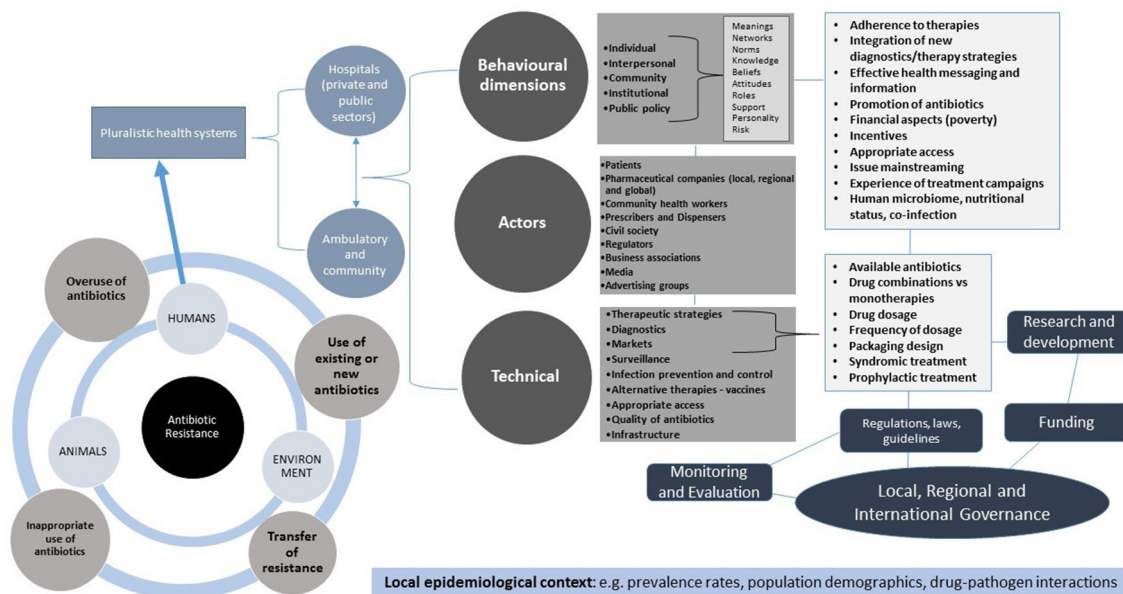 Pluralistic health systems
Hospitals
(private and
public
sectors)
Ambulatory
and
community
Overuse of
antibiotics
HUMANS
Use of
existing or
new
antibiotics
Antibiotic
Resistance
ANIMALS
ENVIRON
MENT
Inappropriate
use of
antibiotics
Transfer
of
resistance
Behavioural
dimensions
•Individual
•Interpersonal
•Community
•Institutional
•Public policy
Meanings
Networks
Norms
Knowledge
Beliefs
Attitudes
Roles
Support
Personality
Risk
• Adherence to therapies
• Integration of new
diagnostics/therapy strategies
• Effective health messaging and
information
• Promotion of antibiotics
• Financial aspects (poverty)
• Incentives
• Appropriate access
• Issue mainstreaming
• Experience of treatment campaigns
• Human microbiome, nutritional
status, co-infection
Actors
•Patients
•Pharmaceutical companies (local, regional
and global)
•Community health workers
•Prescribers and Dispensers
•Civil society
•Regulators
•Business associations
•Media
•Advertising groups
Technical
•Therapeutic strategies
•Diagnostics
•Markets
•Surveillance
•Infection prevention and control
•Alternative therapies - vaccines
•Appropriate access
•Quality of antibiotics
•Infrastructure
• Available antibiotics
• Drug combinations vs
monotherapies
• Drug dosage
• Frequency of dosage
• Packaging design
• Syndromic treatment
• Prophylactic treatment
Research and
development
Regulations, laws,
guidelines
Funding
Monitoring
and Evaluation
Local, Regional and
International Governance
Local epidemiological context: e.g. prevalence rates, population demographics, drug-pathogen interactions